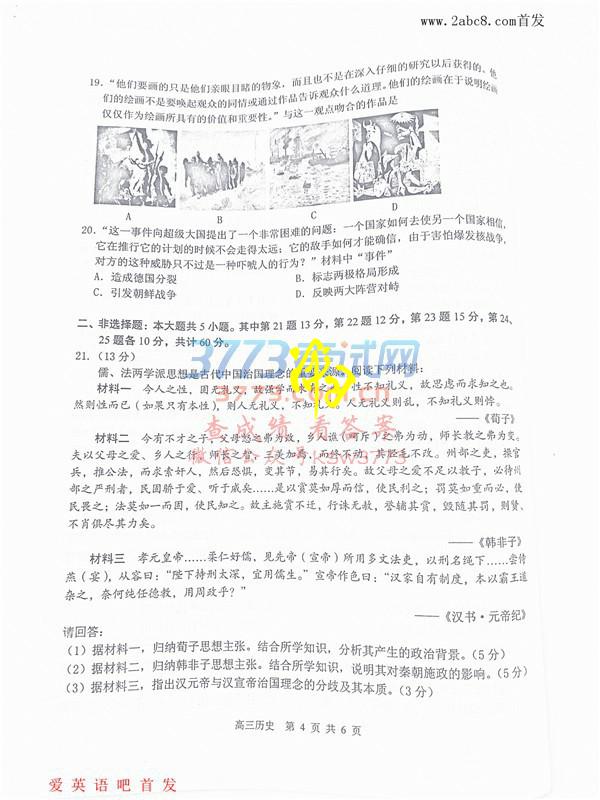 www.2abc8.com首发
19.“他们要画的只是他们亲眼目睹的物象，而且也不是在深入仔细的研究以后获得的、他
们的绘画不是要唤起观众的同情或通过作品告诉观众什么道理。他们的绘画在于说明绘画
仅仅作为绘画所具有的价值和重要性。”与这一观点吻合的作品是
A B C D
20.“这一事件向超级大国提出了一个非常困难的问题：一个国家如何去使另一个国家相信，
它在推行它的计划的时候不会走得太远；它的敌手如何才能确信，由于害怕爆发核战争，
对方的这种威胁只不过是一种吓唬人的行为？”材料中“事件”
A．造成德国分裂 B．标志两极格局形成
C．引发朝鲜战争 D．反映两大阵营对峙
二、非选择题：本大题共5小题。其中第21题13分，第22题12分，第23题15分，第24、
25题各10分，共计60分。
21.（13分）
儒、法两学派思想是古代中国治国理念的重要来源。阅读下列材料：
材料一 今人之性，固无礼义，故强学而求有之也；性不知礼义，故思虑而求知之也。
然则性而已（如果只有本性），则人无礼义，不知礼义。人无礼义则乱，不知礼义则悖。
——《荀子》
材料二 今有不才之子，父母怒之弗为改，乡人谯（呵斥）之弗为动，师长教之弗为变。
夫以父母之爱、乡人之行、师长之智，三美加焉，而终不动，其胫毛不改。州部之吏，操官
兵，推公法，而求索奸人，然后恐惧，变其节，易其行矣。故父母之爱不足以教子，必待州
部之严刑者，民固骄于爱、听于威矣……是以赏莫如厚而信，使民利之；罚莫如重而必，使
民畏之；法莫如一而固，使民知之。故主施赏不迁，行诛无赦，誉辅其赏，毁随其罚，则贤、
不肖俱尽其力矣。
——《韩非子》
材料三 孝元皇帝……柔仁好儒，见先帝（宣帝）所用多文法吏，以刑名绳下……尝侍
燕（宴），从容曰：“陛下持刑太深，宜用儒生。”宣帝作色曰：“汉家自有制度，本以霸王道
杂之，奈何纯任德教，用周政乎？”
——《汉书·元帝纪》
请回答：
（1）据材料一，归纳荀子思想主张。结合所学知识，分析其产生的政治背景。（5分）
（2）据材料二，归纳韩非子思想主张。结合所学知识，说明其对秦朝施政的影响。（5分）
（3）据材料三，指出汉元帝与汉宣帝治国理念的分歧及其本质。（3分）
3773考试网
查成绩 看答案
微信公众号KSW3773
高三历史 第4页共6页
爱英语吧首发